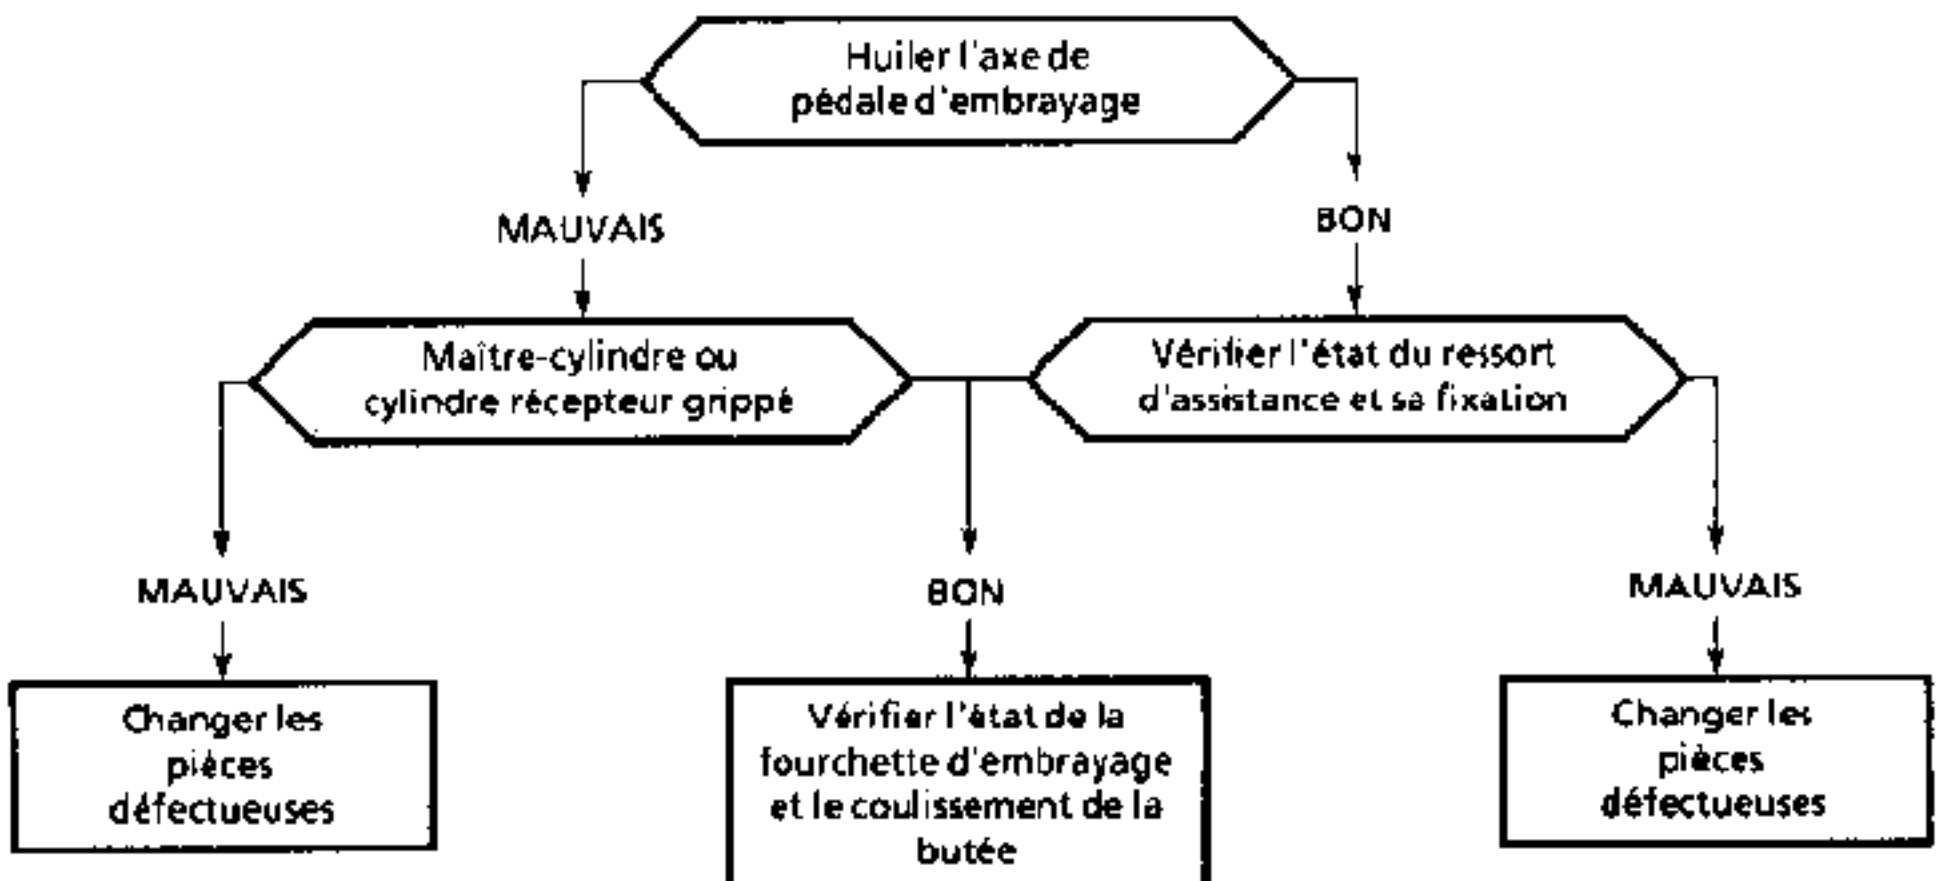 Huiler l'axe de
pédale d'embrayage
MAUVAIS
BON
Maître-cylindre ou
cylindre récepteur grippé
Vérifier l'état du ressort
d'assistance et sa fixation
MAUVAIS
BON
MAUVAIS
Changer les
pièces
défectueuses
Vérifier l'état de la
fourchette d'embrayage
et le coulissement de la
butée
Changer les
pièces
défectueuses